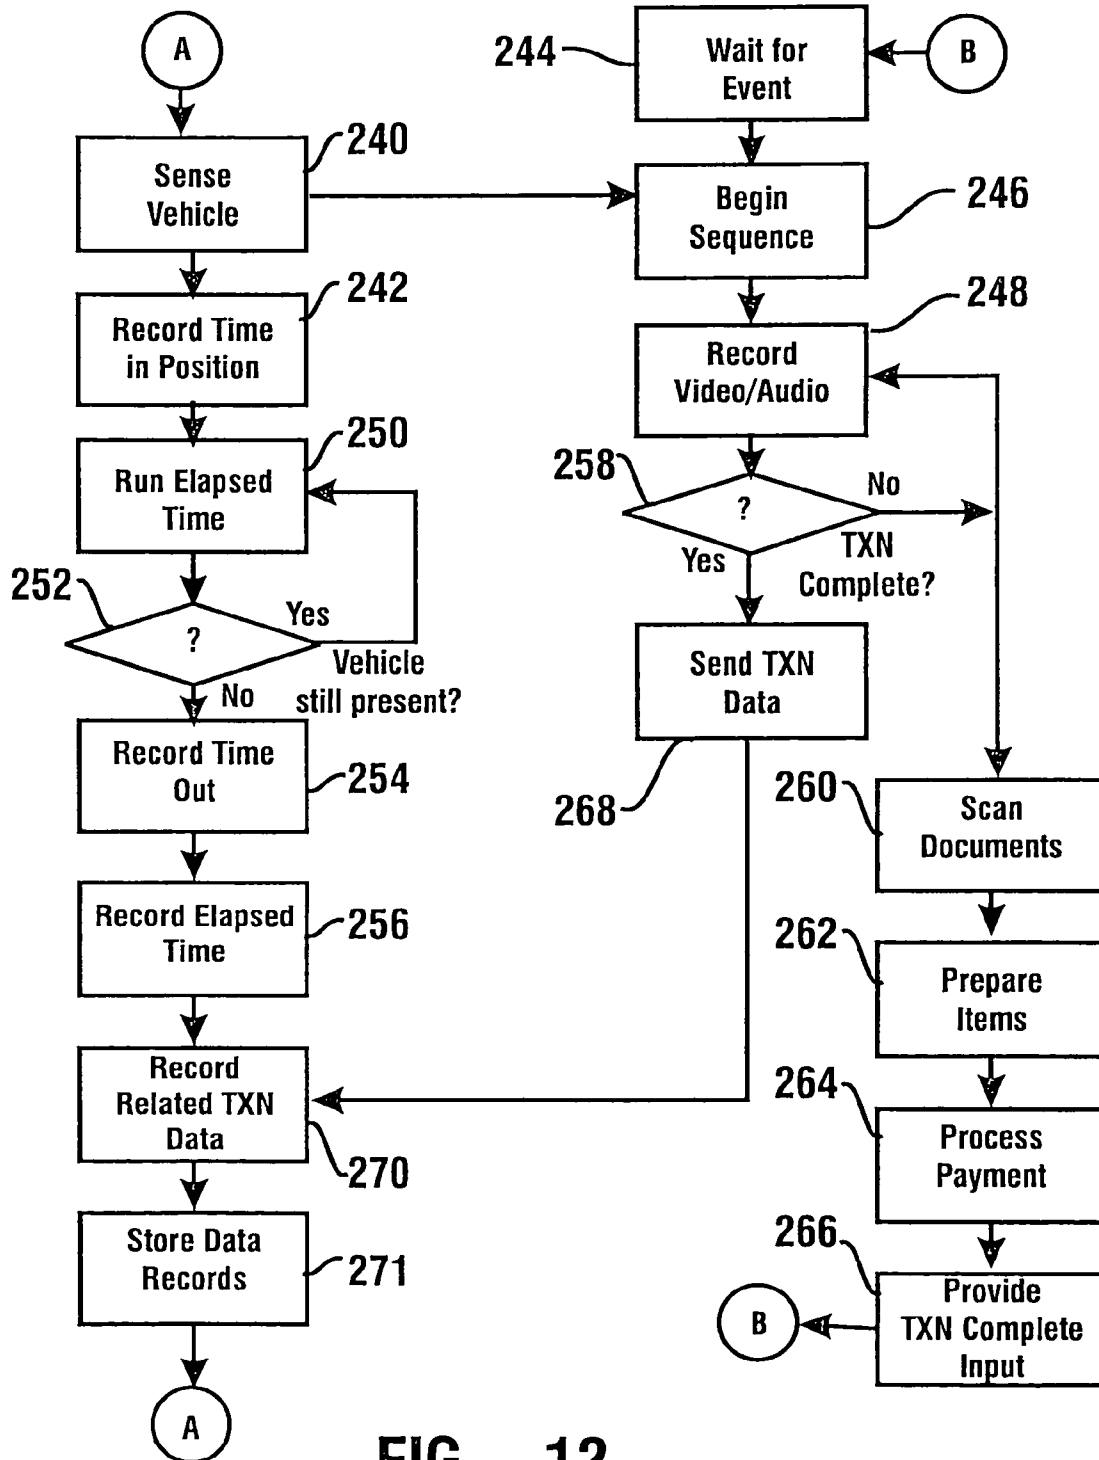 A
240
Sense
Vehicle
242
Record Time
in Position
250
Run Elapsed
Time
252
?
Yes
Vehicle
still present?
No
Record Time
Out
254
Record Elapsed
Time
256
Record
Related TXN
Data
270
Store Data
Records
271
A
244
Wait for
Event
B
Begin
Sequence
246
248
Record
Video/Audio
258
?
No
TXN
Complete?
Yes
Send TXN
Data
268
260
Scan
Documents
262
Prepare
Items
264
Process
Payment
266
Provide
TXN Complete
Input
B
FIG. 12